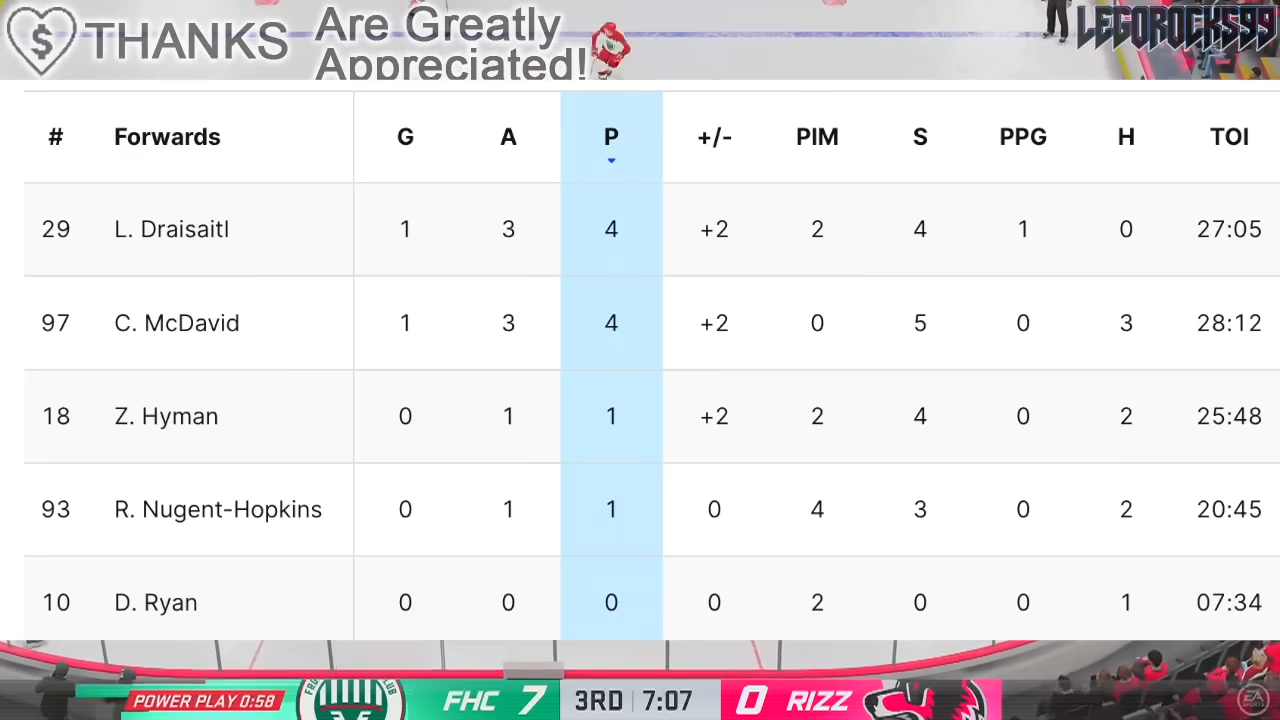 $ THANKS
Are Greatly
Appreciated!
LEGOROCKS99
# Forwards G A P +/- PIM S PPG H TOI
29 L. Draisaitl 1 3 4 +2 2 4 1 0 27:05
97 C. McDavid 1 3 4 +2 0 5 0 3 28:12
18 Z. Hyman 0 1 1 +2 2 4 0 2 25:48
93 R. Nugent-Hopkins 0 1 1 0 4 3 0 2 20:45
10 D. Ryan 0 0 0 0 2 0 0 1 07:34
POWER PLAY 0:58 FHC 7 3RD 7:07 0 RIZZ
EA SPORTS